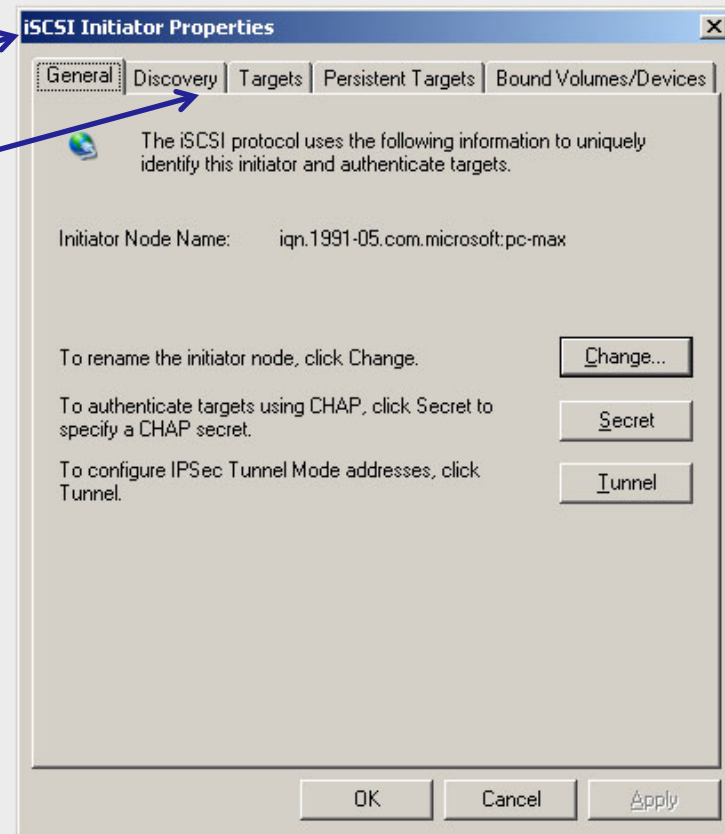 iSCSI Initiator Properties
General Discovery Targets Persistent Targets Bound Volumes/Devices
The iSCSI protocol uses the following information to uniquely
identify this initiator and authenticate targets.
Initiator Node Name: iqn.1991-05.com.microsoft:pc-max
To rename the initiator node, click Change.
Change...
To authenticate targets using CHAP, click Secret to
specify a CHAP secret.
Secret
To configure IPSec Tunnel Mode addresses, click
Tunnel.
Tunnel
OK Cancel Apply